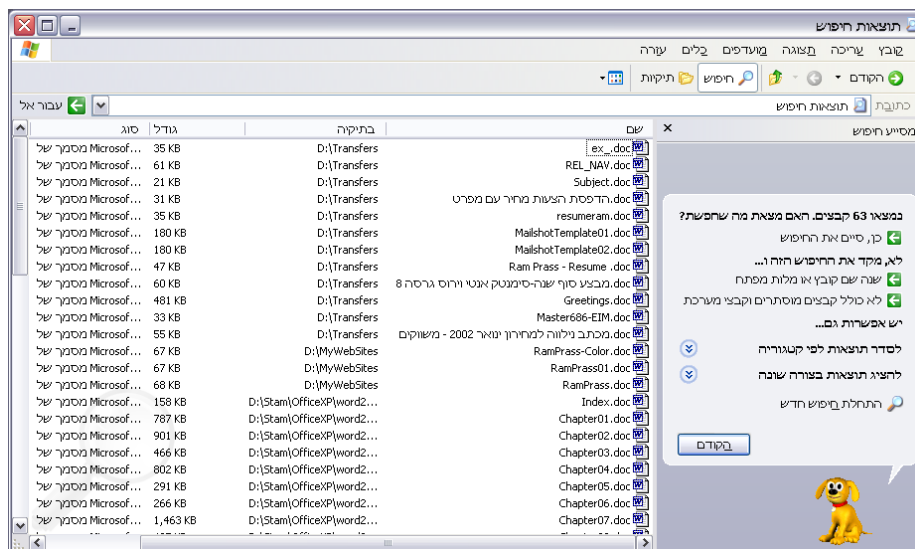 תוצאות חיפוש
קובץ עריכה תצוגה מועדפים כלים עזרה
הקודם חיפוש תיקיות
כתובת תוצאות חיפוש עבור אל
מסייע חיפוש
נמצאו 63 קבצים. האם מצאת מה שחפשת?
כן, סיים את החיפוש
לא, מקד את החיפוש הזה ו...
שנה שם קובץ או מלות מפתח
לא כולל קבצים מוסתרים וקבצי מערכת
יש אפשרות גם...
לסדר תוצאות לפי קטגוריה
להציג תוצאות בצורה שונה
התחלת חיפוש חדש
הקודם
שם בתיקיה גודל סוג
ex_.doc D:\Transfers 35 KB מסמך של Microsof...
REL_NAV.doc D:\Transfers 61 KB מסמך של Microsof...
Subject.doc D:\Transfers 21 KB מסמך של Microsof...
הדפסת הצעות מחיר עם מפרט.doc D:\Transfers 31 KB מסמך של Microsof...
resumeram.doc D:\Transfers 35 KB מסמך של Microsof...
MailshotTemplate01.doc D:\Transfers 180 KB מסמך של Microsof...
MailshotTemplate02.doc D:\Transfers 180 KB מסמך של Microsof...
Ram Prass - Resume .doc D:\Transfers 47 KB מסמך של Microsof...
מבצע סוף שנה-סימנטק אנטי וירוס גרסה 8.doc D:\Transfers 60 KB מסמך של Microsof...
Greetings.doc D:\Transfers 481 KB מסמך של Microsof...
Master686-EIM.doc D:\Transfers 33 KB מסמך של Microsof...
מכתב נילווה למחירון ינואר 2002 - משווקים.doc D:\Transfers 55 KB מסמך של Microsof...
RamPrass-Color.doc D:\MyWebSites 67 KB מסמך של Microsof...
RamPrass01.doc D:\MyWebSites 67 KB מסמך של Microsof...
RamPrass.doc D:\MyWebSites 68 KB מסמך של Microsof...
Index.doc D:\Stam\OfficeXP\word2... 158 KB מסמך של Microsof...
Chapter01.doc D:\Stam\OfficeXP\word2... 787 KB מסמך של Microsof...
Chapter02.doc D:\Stam\OfficeXP\word2... 901 KB מסמך של Microsof...
Chapter03.doc D:\Stam\OfficeXP\word2... 466 KB מסמך של Microsof...
Chapter04.doc D:\Stam\OfficeXP\word2... 802 KB מסמך של Microsof...
Chapter05.doc D:\Stam\OfficeXP\word2... 291 KB מסמך של Microsof...
Chapter06.doc D:\Stam\OfficeXP\word2... 266 KB מסמך של Microsof...
Chapter07.doc D:\Stam\OfficeXP\word2... 1,463 KB מסמך של Microsof...